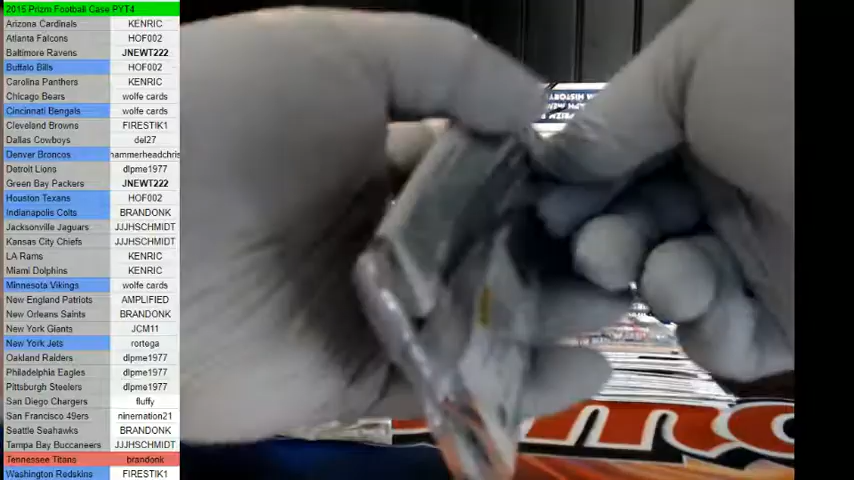 2015 Prizm Football Case PYT4
Arizona Cardinals KENRIC
Atlanta Falcons HOF002
Baltimore Ravens JNEWT222
Buffalo Bills HOF002
Carolina Panthers KENRIC
Chicago Bears wolfe cards
Cincinnati Bengals wolfe cards
Cleveland Browns FIRESTIK1
Dallas Cowboys del27
Denver Broncos hammerheadchris
Detroit Lions dlpme1977
Green Bay Packers JNEWT222
Houston Texans HOF002
Indianapolis Colts BRANDONK
Jacksonville Jaguars JJJHSCHMIDT
Kansas City Chiefs JJJHSCHMIDT
LA Rams KENRIC
Miami Dolphins KENRIC
Minnesota Vikings wolfe cards
New England Patriots AMPLIFIED
New Orleans Saints BRANDONK
New York Giants JCM11
New York Jets rortega
Oakland Raiders dlpme1977
Philadelphia Eagles dlpme1977
Pittsburgh Steelers dlpme1977
San Diego Chargers fluffy
San Francisco 49ers ninernation21
Seattle Seahawks BRANDONK
Tampa Bay Buccaneers JJJHSCHMIDT
Tennessee Titans brandonk
Washington Redskins FIRESTIK1